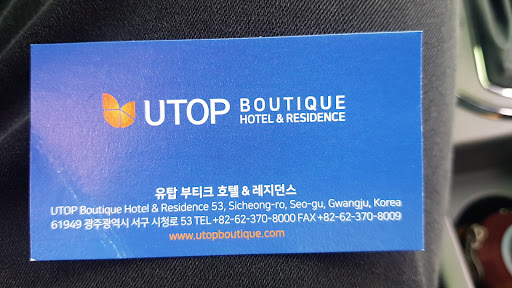 UTOP BOUTIQUE
HOTEL & RESIDENCE
유탑 부티크 호텔 & 레지던스
UTOP Boutique Hotel & Residence 53, Sicheong-ro, Seo-gu, Gwangju, Korea
61949 광주광역시 서구 시청로 53 TEL +82-62-370-8000 FAX +82-62-370-8009
www.utopboutique.com